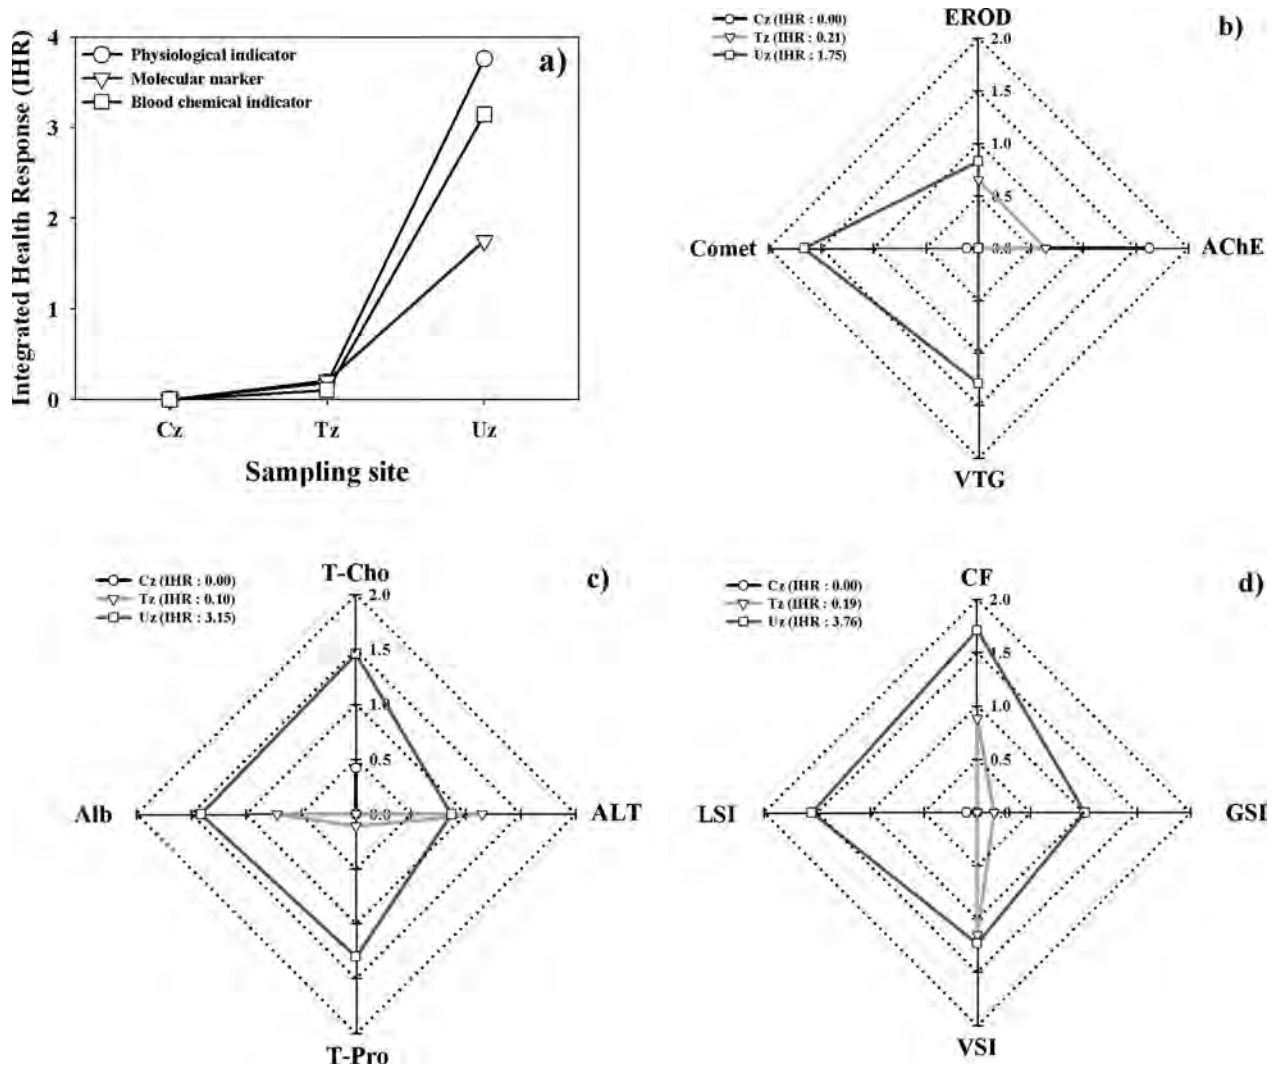 Integrated Health Response (IHR)
4
3
2
1
0
Physiological indicator
Molecular marker
Blood chemical indicator
a)
Cz Tz Uz
Sampling site
b)
Cz (IHR : 0.00)
Tz (IHR : 0.21)
Uz (IHR : 1.75)
EROD
2.0
1.5
1.0
0.5
0.0
Comet
AChE
VTG
c)
Cz (IHR : 0.00)
Tz (IHR : 0.10)
Uz (IHR : 3.15)
T-Cho
2.0
1.5
1.0
0.5
0.0
Alb
ALT
T-Pro
d)
Cz (IHR : 0.00)
Tz (IHR : 0.19)
Uz (IHR : 3.76)
CF
2.0
1.5
1.0
0.5
0.0
LSI
GSI
VSI